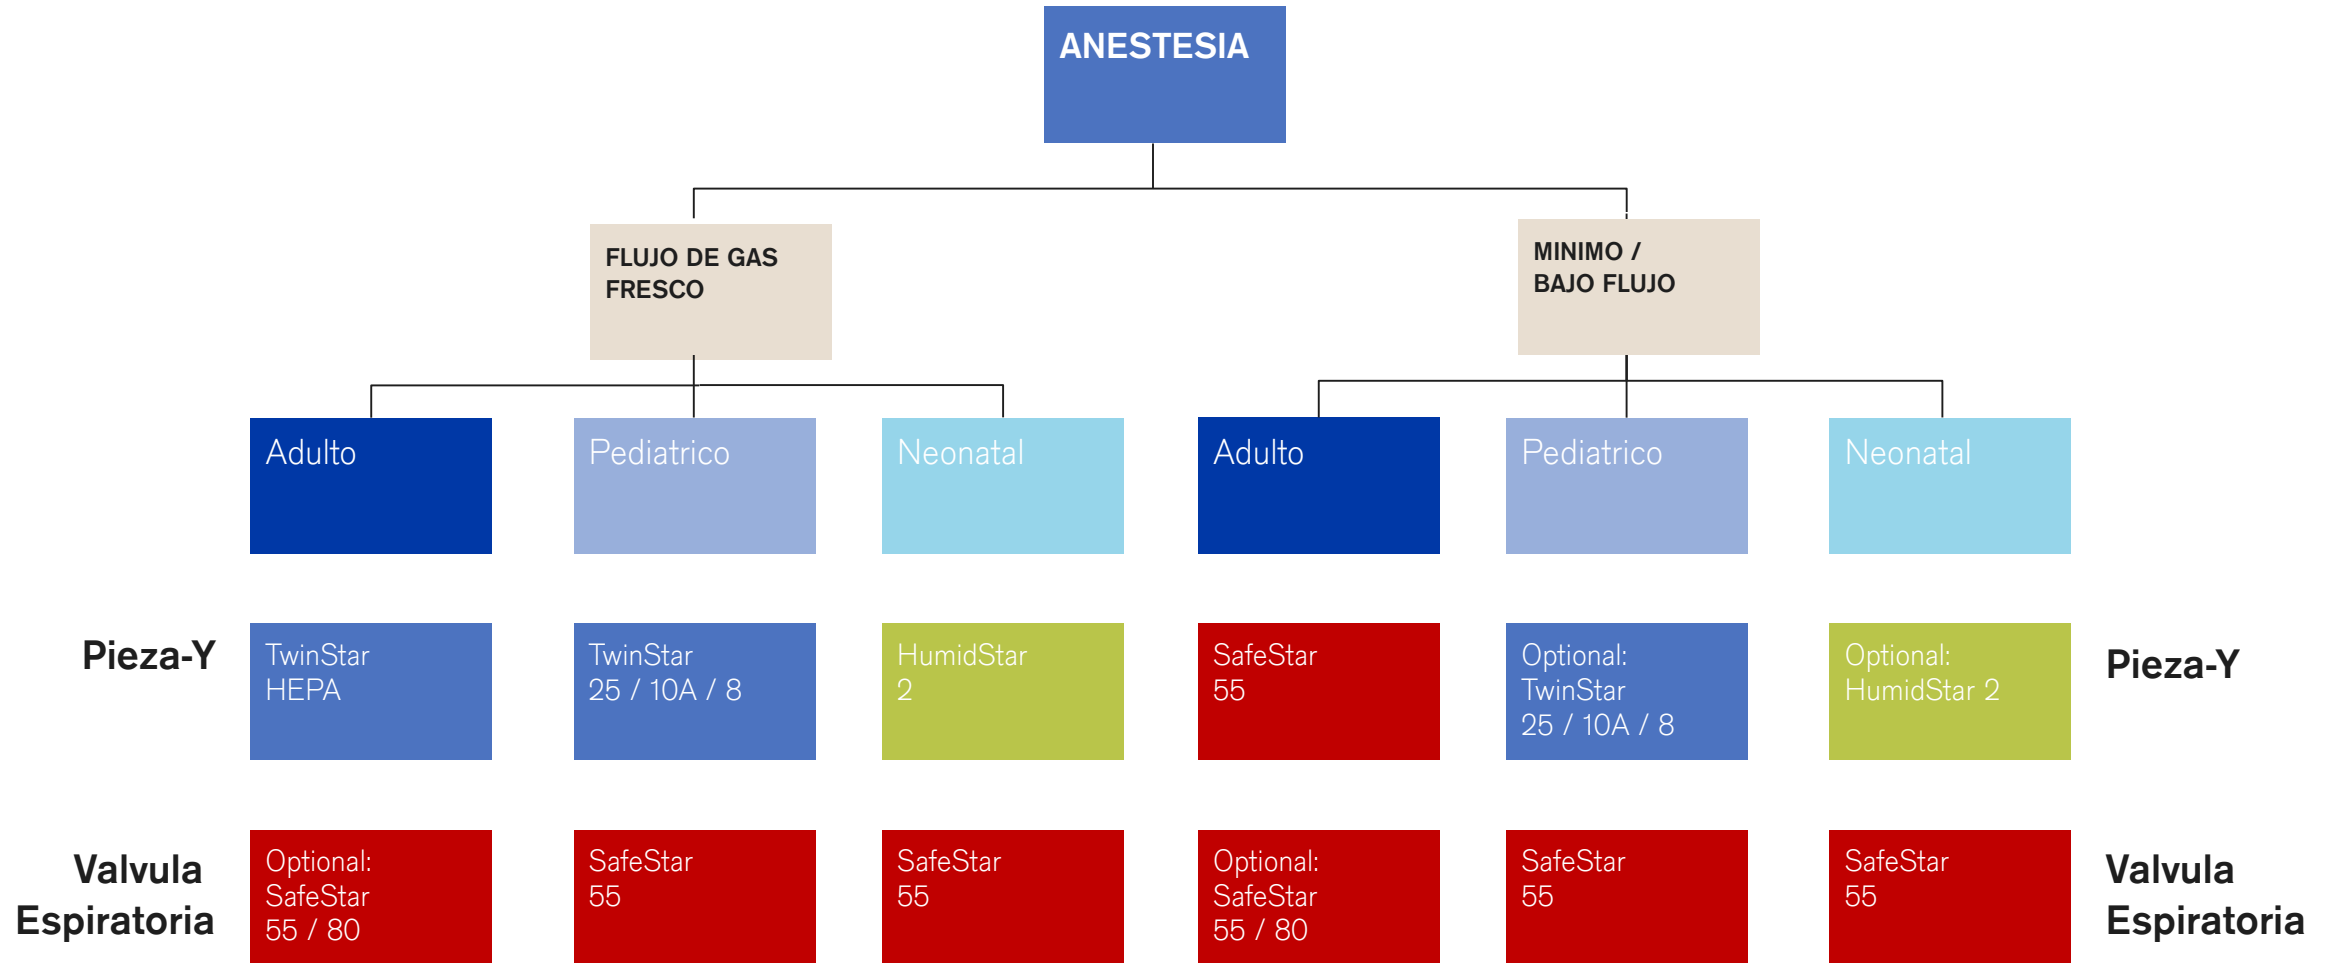 ANESTESIA
FLUJO DE GAS
FRESCO
MINIMO /
BAJO FLUJO
Adulto
Pediatrico
Neonatal
Adulto
Pediatrico
Neonatal
Pieza-Y
TwinStar
HEPA
TwinStar
25 / 10A / 8
HumidStar
2
SafeStar
55
Optional:
TwinStar
25 / 10A / 8
Optional:
HumidStar 2
Pieza-Y
Valvula
Espiratoria
Optional:
SafeStar
55 / 80
SafeStar
55
SafeStar
55
Optional:
SafeStar
55 / 80
SafeStar
55
SafeStar
55
Valvula
Espiratoria